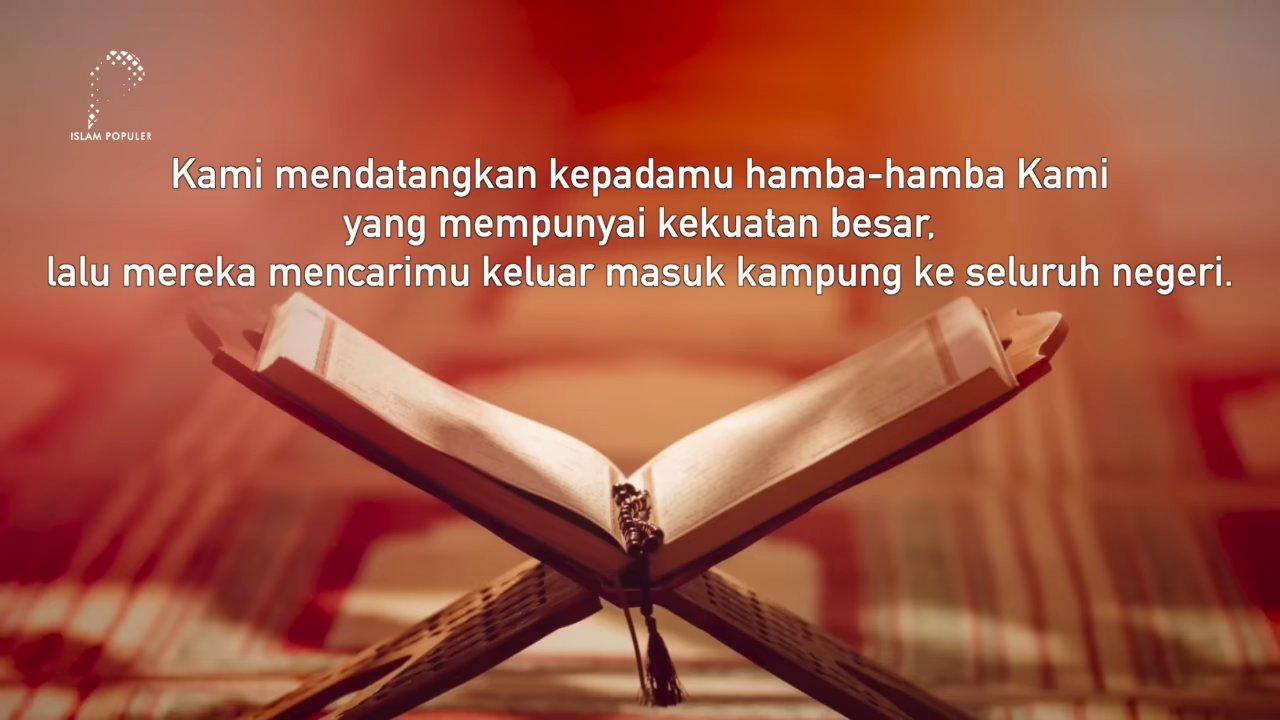 ISLAM POPULER
Kami mendatangkan kepadamu hamba-hamba Kami
yang mempunyai kekuatan besar,
lalu mereka mencarimu keluar masuk kampung ke seluruh negeri.